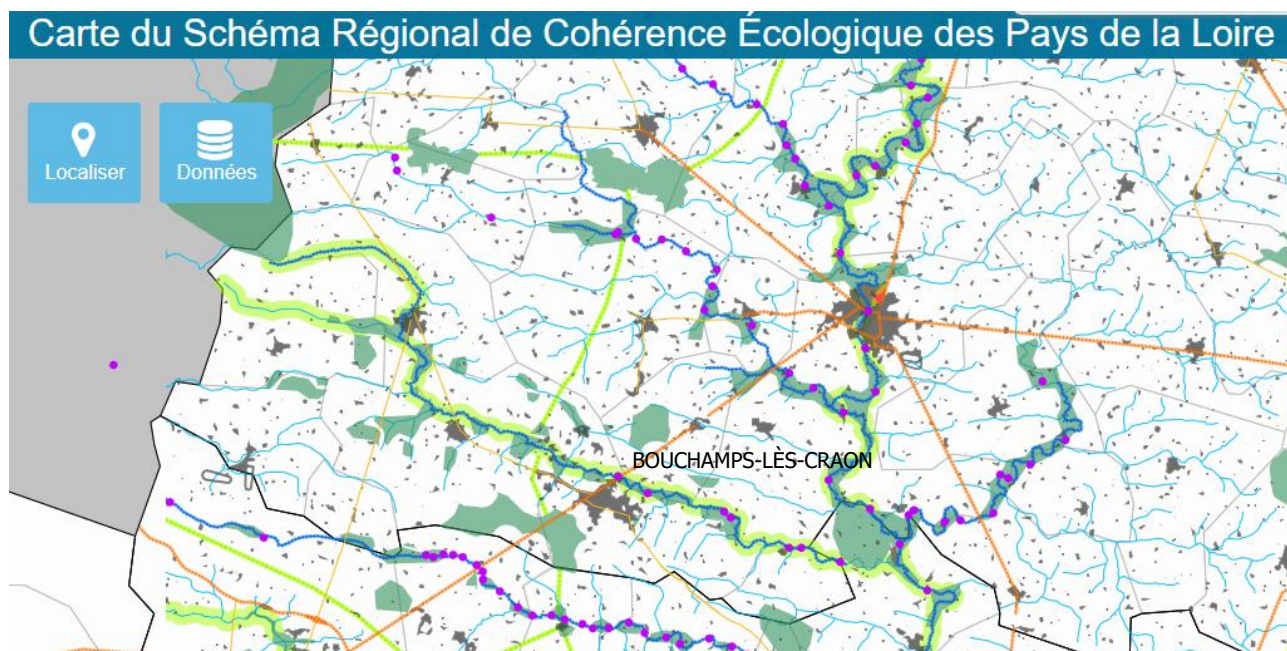 Carte du Schéma Régional de Cohérence Écologique des Pays de la Loire
Localiser
Données
BOUCHAMPS-LÈS-CRAON